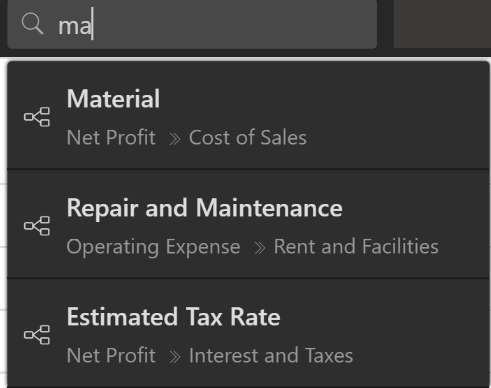 ma
Material
Net Profit » Cost of Sales
Repair and Maintenance
Operating Expense » Rent and Facilities
Estimated Tax Rate
Net Profit » Interest and Taxes